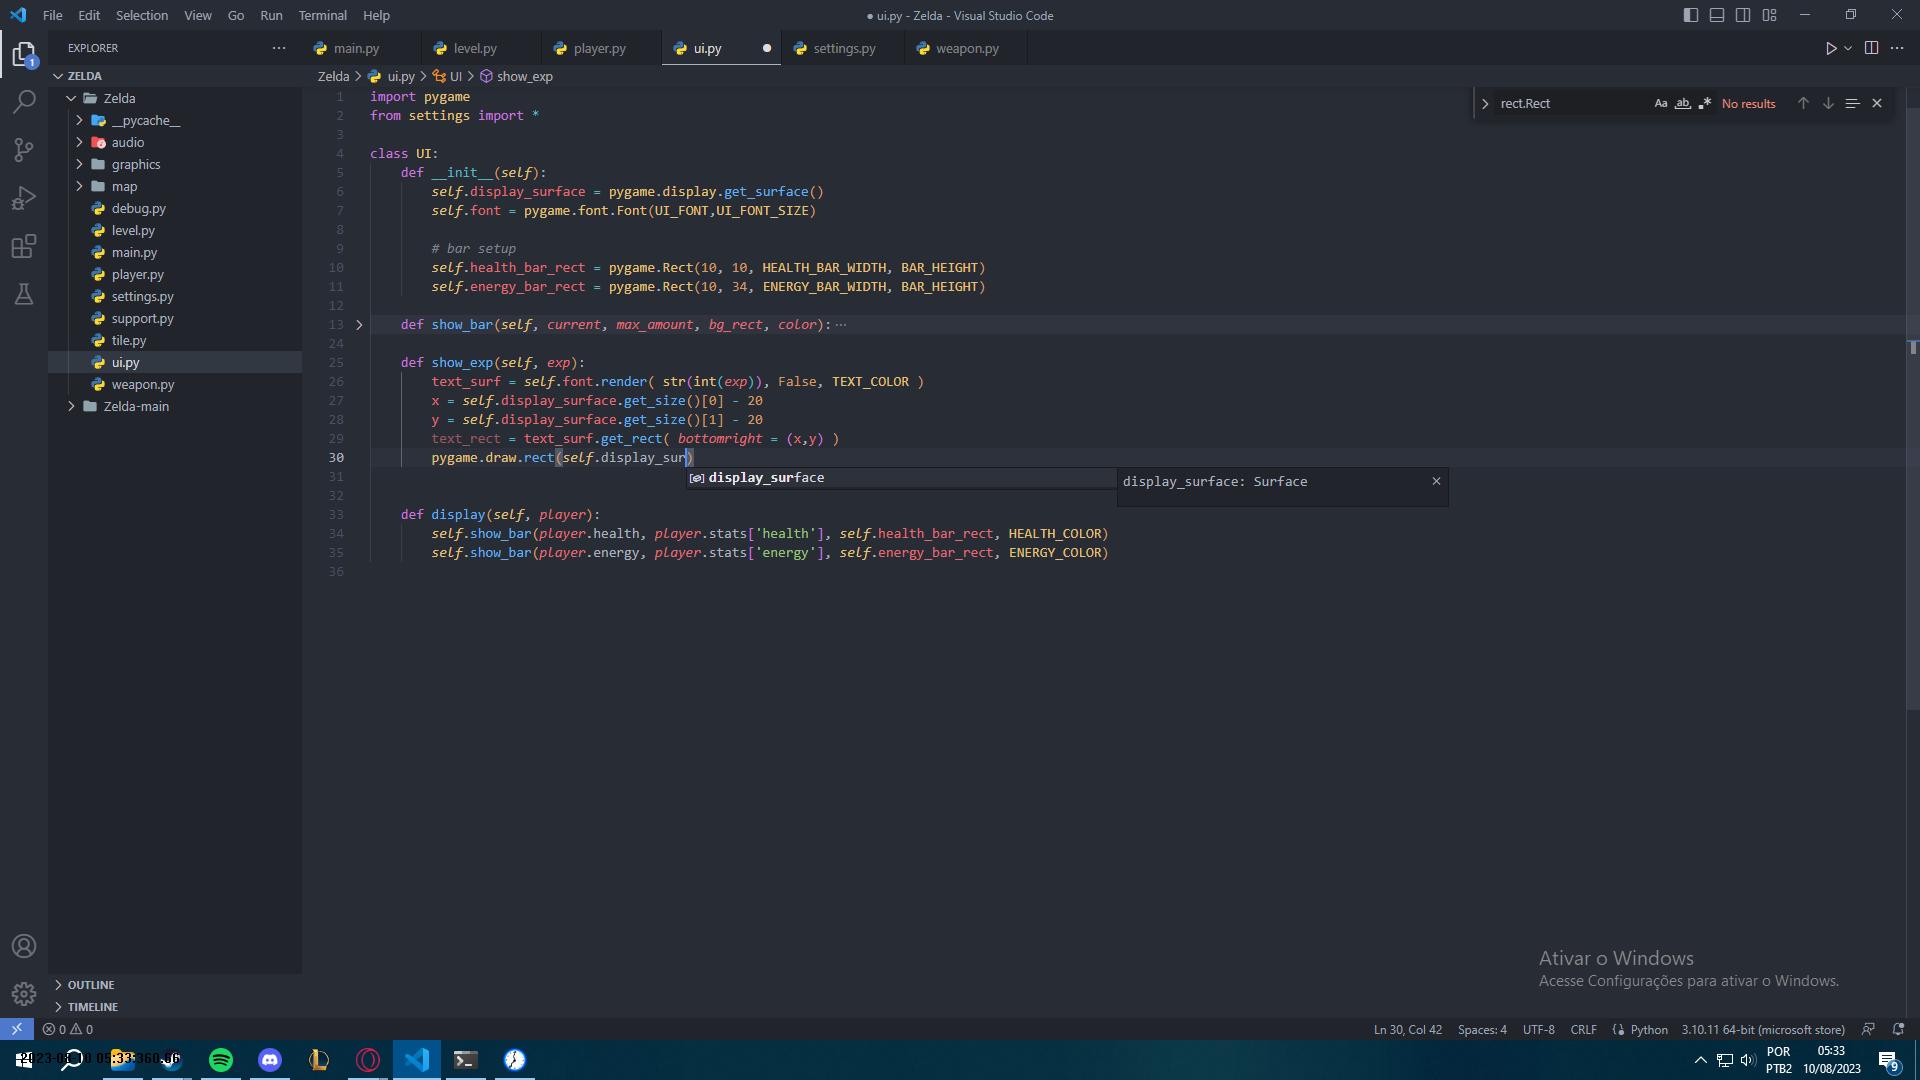 File Edit Selection View Go Run Terminal Help
● ui.py - Zelda - Visual Studio Code
EXPLORER
main.py level.py player.py ui.py settings.py weapon.py
ZELDA
Zelda > ui.py > UI > show_exp
Zelda
__pycache__
audio
graphics
map
debug.py
level.py
main.py
player.py
settings.py
support.py
tile.py
ui.py
weapon.py
Zelda-main
rect.Rect Aa ab .* No results
1 import pygame
2 from settings import *
3
4 class UI:
5 def __init__(self):
6 self.display_surface = pygame.display.get_surface()
7 self.font = pygame.font.Font(UI_FONT,UI_FONT_SIZE)
8
9 # bar setup
10 self.health_bar_rect = pygame.Rect(10, 10, HEALTH_BAR_WIDTH, BAR_HEIGHT)
11 self.energy_bar_rect = pygame.Rect(10, 34, ENERGY_BAR_WIDTH, BAR_HEIGHT)
12
13 def show_bar(self, current, max_amount, bg_rect, color):···
24
25 def show_exp(self, exp):
26 text_surf = self.font.render( str(int(exp)), False, TEXT_COLOR )
27 x = self.display_surface.get_size()[0] - 20
28 y = self.display_surface.get_size()[1] - 20
29 text_rect = text_surf.get_rect( bottomright = (x,y) )
30 pygame.draw.rect(self.display_sur)
31 display_surface
display_surface: Surface
32
33 def display(self, player):
34 self.show_bar(player.health, player.stats['health'], self.health_bar_rect, HEALTH_COLOR)
35 self.show_bar(player.energy, player.stats['energy'], self.energy_bar_rect, ENERGY_COLOR)
36
Ativar o Windows
Acesse Configurações para ativar o Windows.
OUTLINE
TIMELINE
1
0 0
Ln 30, Col 42 Spaces: 4 UTF-8 CRLF Python 3.10.11 64-bit (microsoft store)
POR
PTB2
05:33
10/08/2023
9